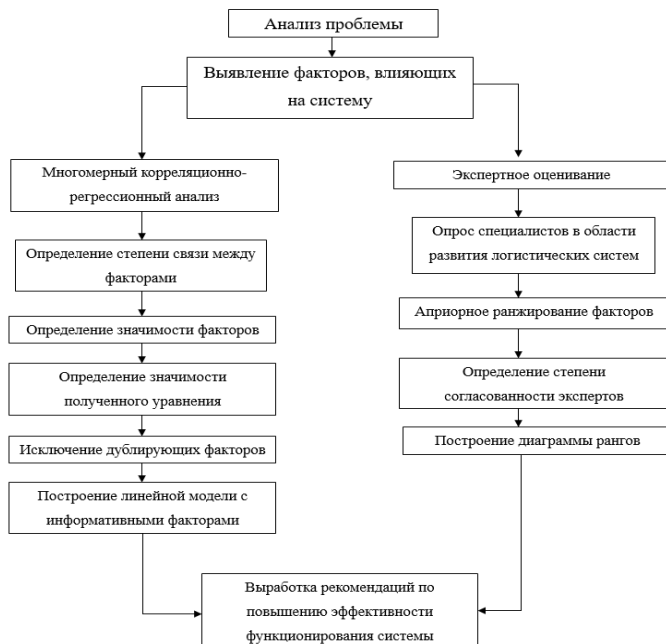 Анализ проблемы
Выявление факторов, влияющих
на систему
Многомерный корреляционно-
регрессионный анализ
Определение степени связи между
факторами
Определение значимости факторов
Определение значимости
полученного уравнения
Исключение дублирующих факторов
Построение линейной модели с
информативными факторами
Экспертное оценивание
Опрос специалистов в области
развития логистических систем
Априорное ранжирование факторов
Определение степени
согласованности экспертов
Построение диаграммы рангов
Выработка рекомендаций по
повышению эффективности
функционирования системы